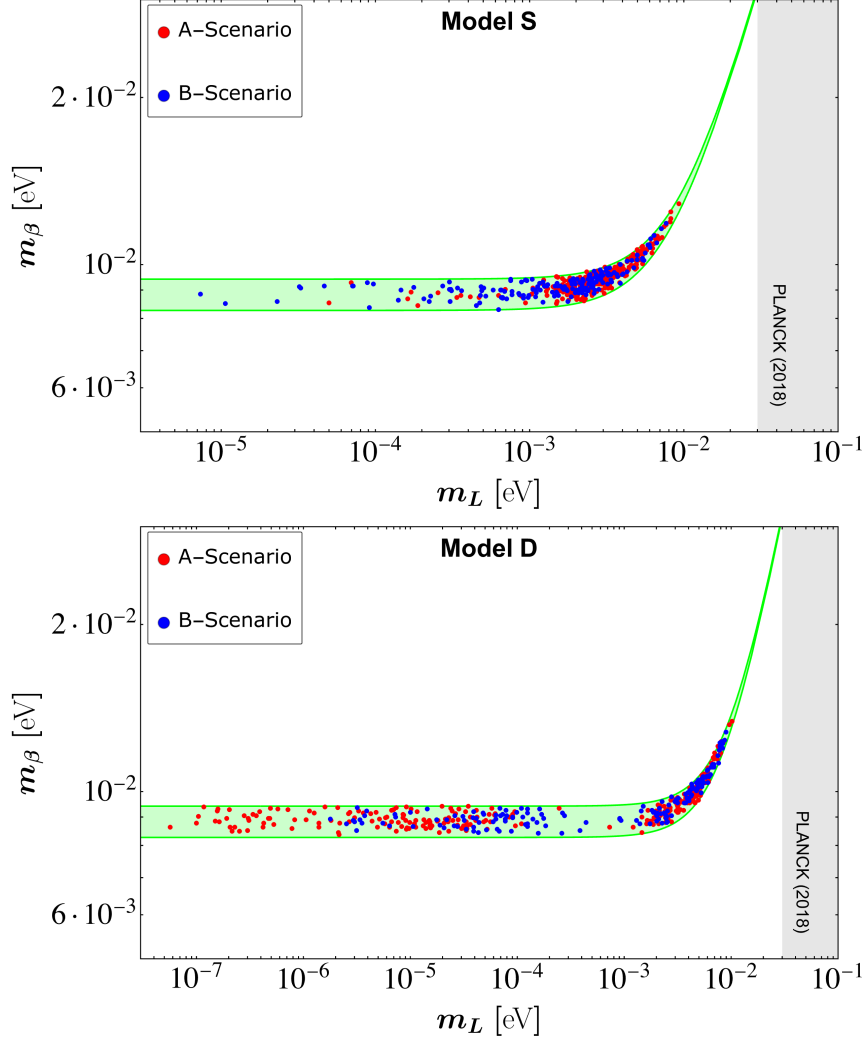 Model S
A–Scenario
B–Scenario
2·10⁻²
10⁻²
6·10⁻³
m_β [eV]
PLANCK (2018)
10⁻⁵ 10⁻⁴ 10⁻³ 10⁻² 10⁻¹
m_L [eV]
Model D
A–Scenario
B–Scenario
2·10⁻²
10⁻²
6·10⁻³
m_β [eV]
PLANCK (2018)
10⁻⁷ 10⁻⁶ 10⁻⁵ 10⁻⁴ 10⁻³ 10⁻² 10⁻¹
m_L [eV]